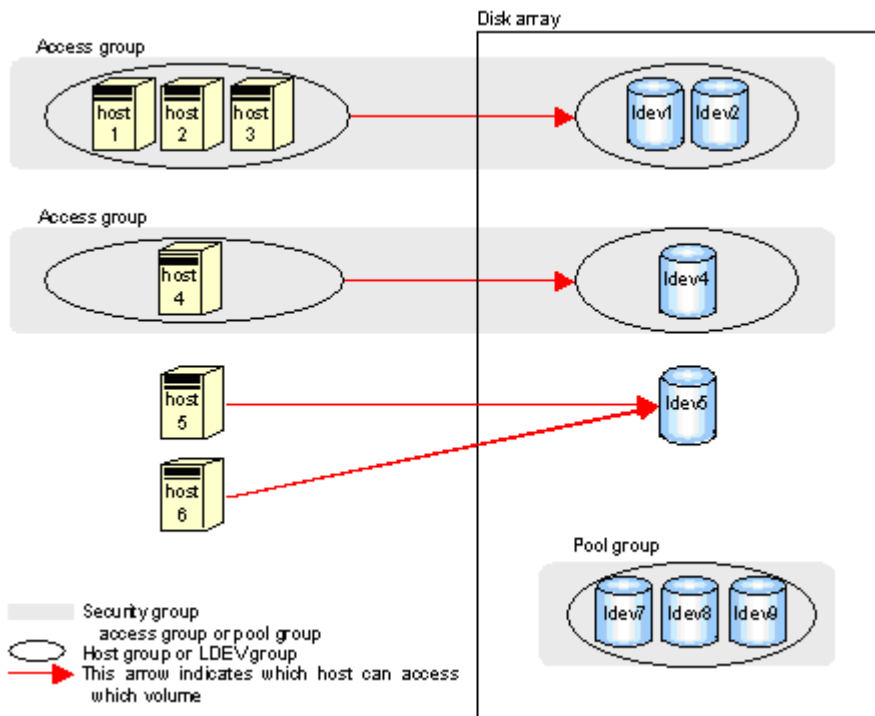 Disk array
Access group
host 1
host 2
host 3
ldev1
ldev2
Access group
host 4
ldev4
host 5
ldev5
host 6
Pool group
ldev7
ldev8
ldev9
Security group
access group or pool group
Host group or LDEV group
This arrow indicates which host can access
which volume